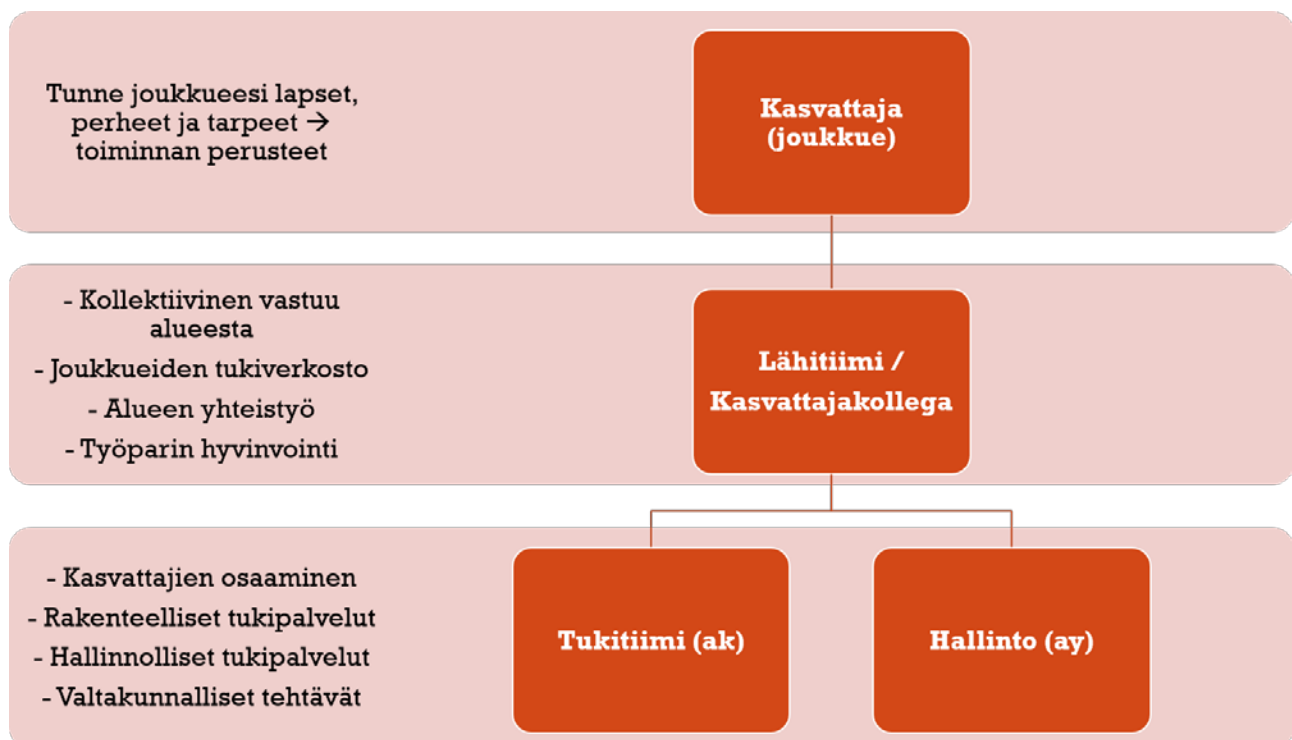 Tunne joukkueesi lapset,
perheet ja tarpeet →
toiminnan perusteet
Kasvattaja
(joukkue)
- Kollektiivinen vastuu
alueesta
- Joukkueiden tukiverkosto
- Alueen yhteistyö
- Työparin hyvinvointi
Lähitiimi /
Kasvattajakollega
- Kasvattajien osaaminen
- Rakenteelliset tukipalvelut
- Hallinnolliset tukipalvelut
- Valtakunnalliset tehtävät
Tukitiimi (ak)
Hallinto (ay)